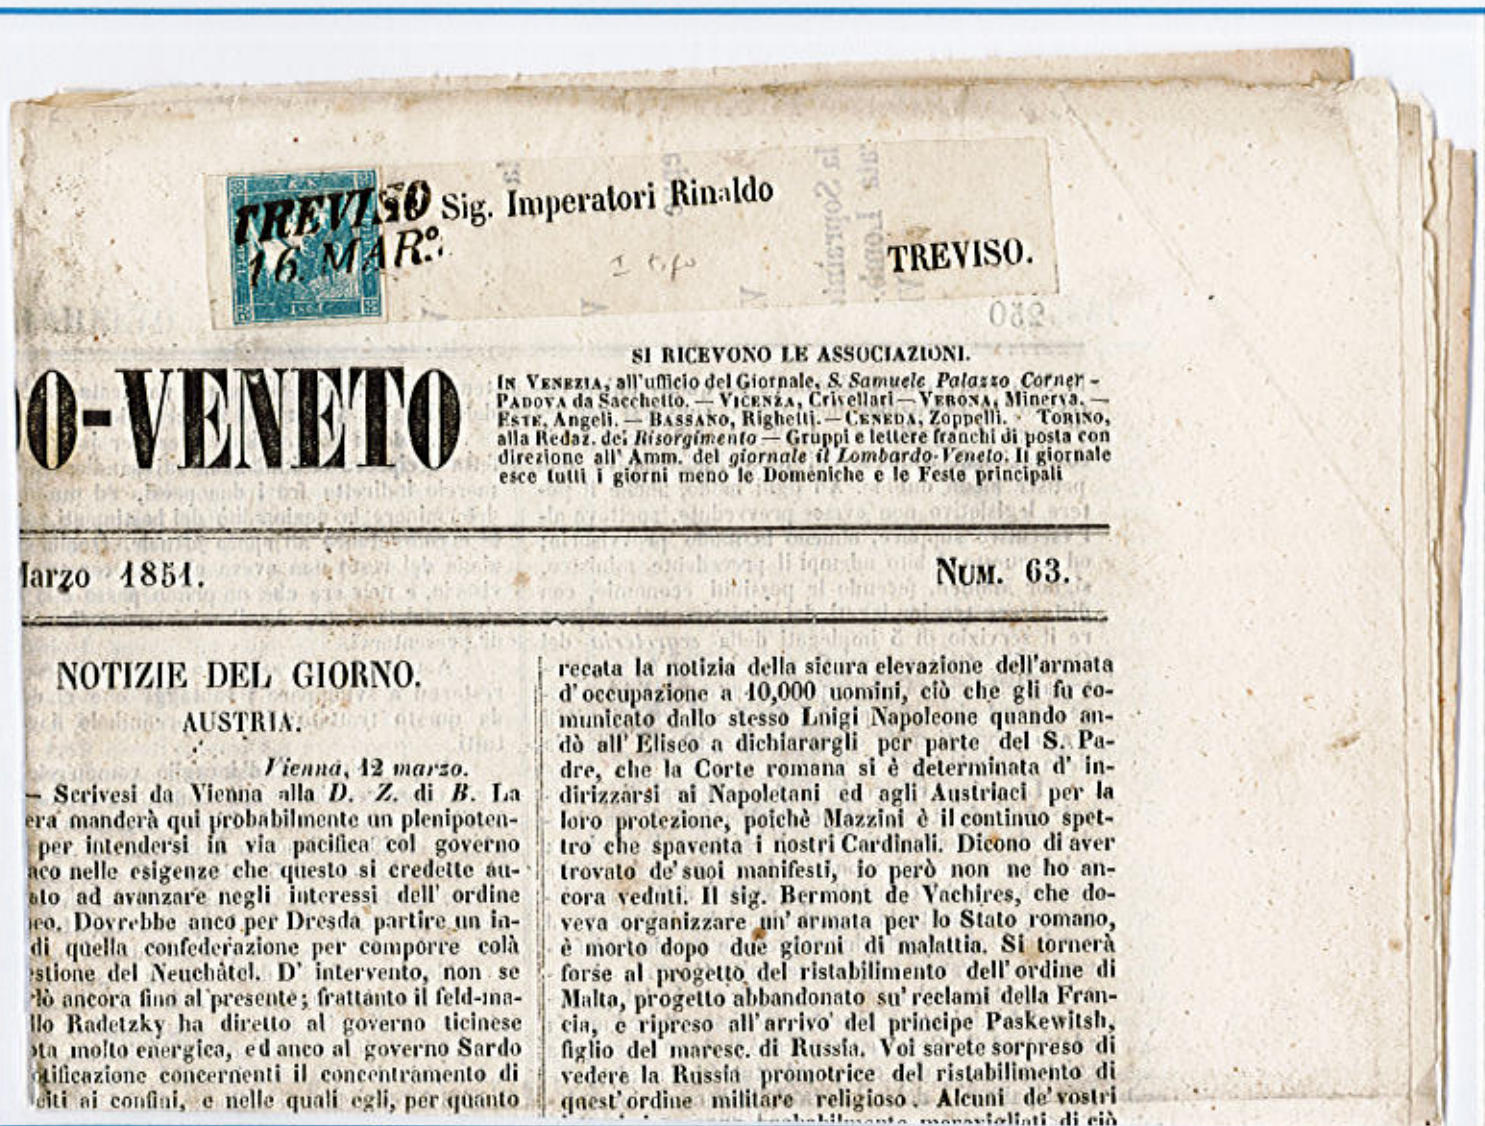 TREVISO
16. MAR.º
Sig. Imperatori Rinaldo
I tipo
TREVISO.
O-VENETO
SI RICEVONO LE ASSOCIAZIONI.
IN VENEZIA, all'ufficio del Giornale, S. Samuele Palazzo Corner -
PADOVA da Sacchetto. — VICENZA, Crivellari — VERONA, Minerva. —
ESTE, Angeli. — BASSANO, Righetti. — CENEDA, Zoppelli. - TORINO,
alla Redaz. del Risorgimento — Gruppi e lettere franchi di posta con
direzione all' Amm. del giornale il Lombardo-Veneto. Il giornale
esce tutti i giorni meno le Domeniche e le Feste principali
Marzo 1851.
NUM. 63.
NOTIZIE DEL GIORNO.
AUSTRIA.
Vienna, 12 marzo.
— Scrivesi da Vienna alla D. Z. di B. La
era manderà qui probabilmente un plenipoten-
per intendersi in via pacifica col governo
aco nelle esigenze che questo si credette au-
ato ad avanzare negli interessi dell' ordine
eo. Dovrebbe anco per Dresda partire un in-
di quella confederazione per comporre colà
stione del Neuchâtel. D' intervento, non se
lò ancora fino al presente; frattanto il feld-ma-
llo Radetzky ha diretto al governo ticinese
ota molto energica, ed anco al governo Sardo
tificazione concernenti il concentramento di
citi ai confini, e nelle quali egli, per quanto
recata la notizia della sicura elevazione dell'armata
d'occupazione a 10,000 uomini, ciò che gli fu co-
municato dallo stesso Luigi Napoleone quando an-
dò all' Eliseo a dichiarargli per parte del S. Pa-
dre, che la Corte romana si è determinata d' in-
dirizzarsi ai Napoletani ed agli Austriaci per la
loro protezione, poichè Mazzini è il continuo spet-
tro che spaventa i nostri Cardinali. Dicono di aver
trovato de' suoi manifesti, io però non ne ho an-
cora veduti. Il sig. Bermont de Vachires, che do-
veva organizzare un' armata per lo Stato romano,
è morto dopo due giorni di malattia. Si tornerà
forse al progetto del ristabilimento dell' ordine di
Malta, progetto abbandonato su' reclami della Fran-
cia, e ripreso all' arrivo del principe Paskewitsh,
figlio del maresc. di Russia. Voi sarete sorpreso di
vedere la Russia promotrice del ristabilimento di
quest' ordine militare religioso. Alcuni de' vostri